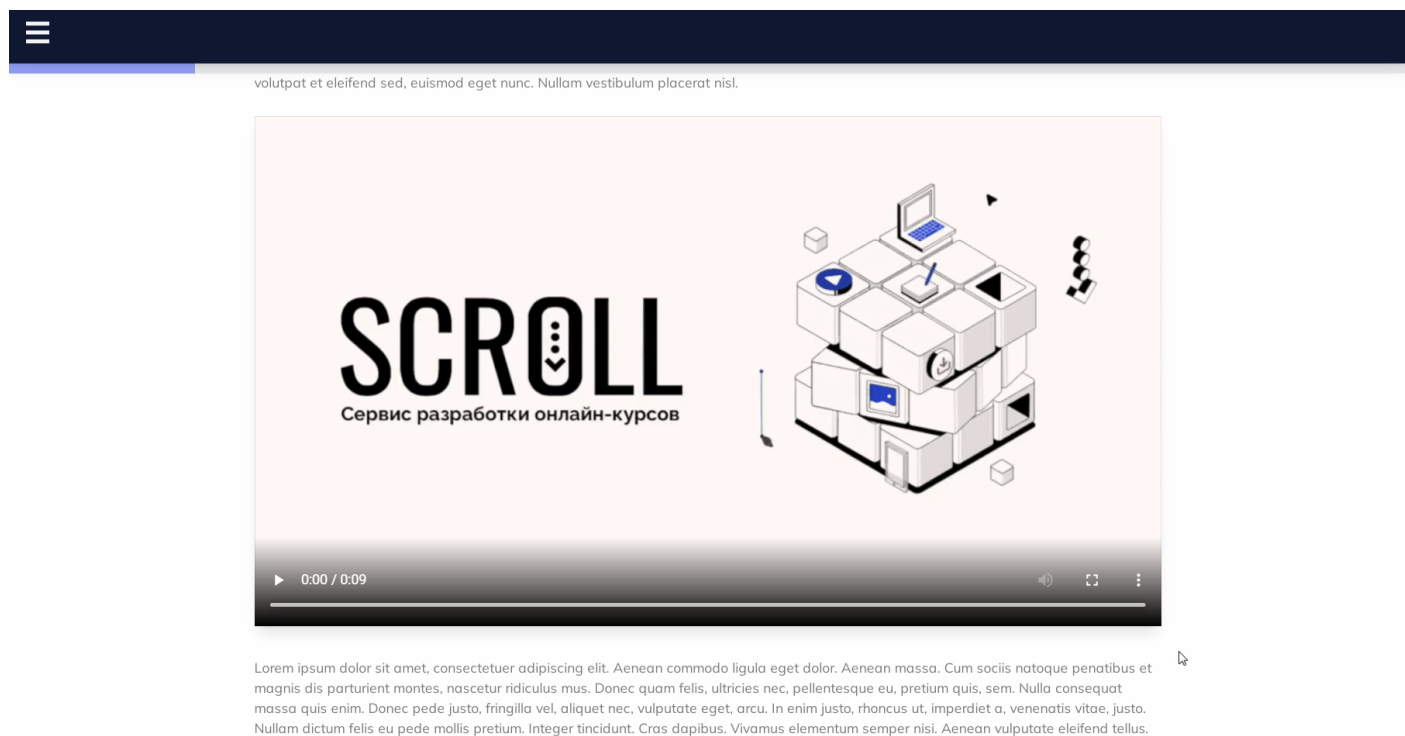 volutpat et eleifend sed, euismod eget nunc. Nullam vestibulum placerat nisl.
SCROLL
Сервис разработки онлайн-курсов
0:00 / 0:09
Lorem ipsum dolor sit amet, consectetuer adipiscing elit. Aenean commodo ligula eget dolor. Aenean massa. Cum sociis natoque penatibus et
magnis dis parturient montes, nascetur ridiculus mus. Donec quam felis, ultricies nec, pellentesque eu, pretium quis, sem. Nulla consequat
massa quis enim. Donec pede justo, fringilla vel, aliquet nec, vulputate eget, arcu. In enim justo, rhoncus ut, imperdiet a, venenatis vitae, justo.
Nullam dictum felis eu pede mollis pretium. Integer tincidunt. Cras dapibus. Vivamus elementum semper nisi. Aenean vulputate eleifend tellus.